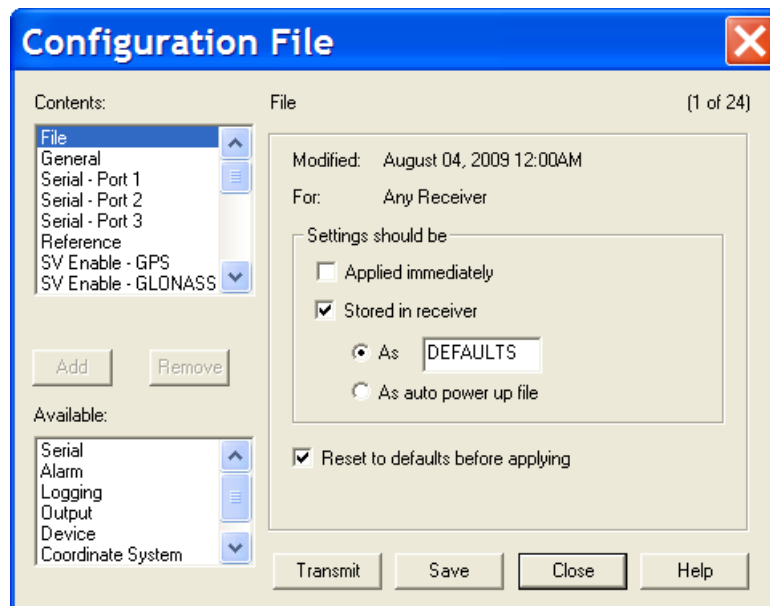 Configuration File
Contents:
File
General
Serial - Port 1
Serial - Port 2
Serial - Port 3
Reference
SV Enable - GPS
SV Enable - GLONASS
Add
Remove
Available:
Serial
Alarm
Logging
Output
Device
Coordinate System
File
(1 of 24)
Modified: August 04, 2009 12:00AM
For: Any Receiver
Settings should be
Applied immediately
Stored in receiver
As DEFAULTS
As auto power up file
Reset to defaults before applying
Transmit
Save
Close
Help